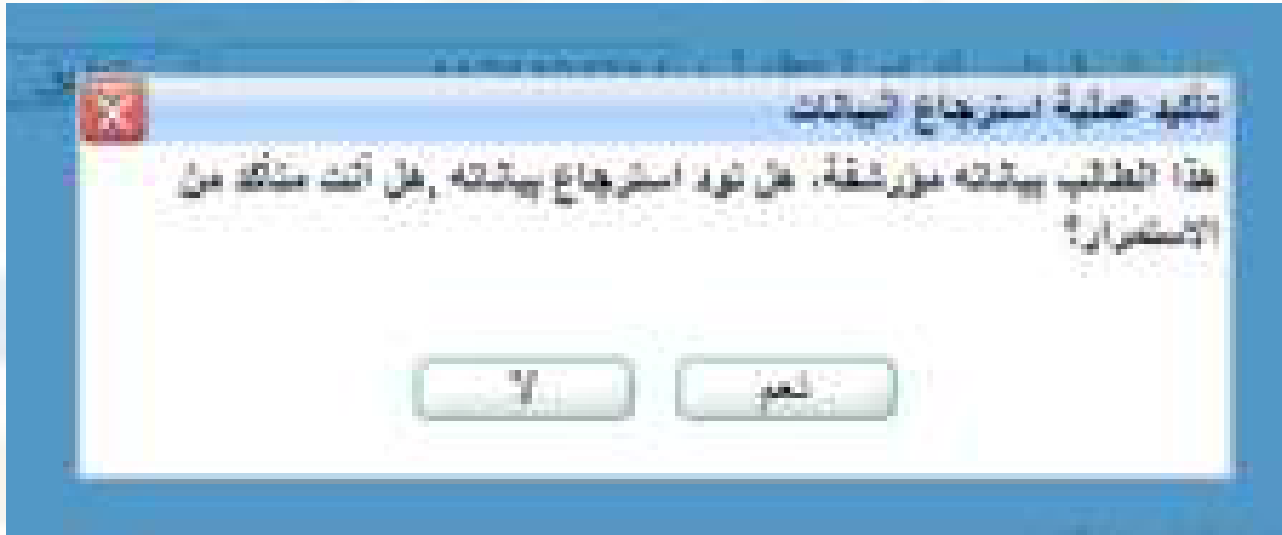 تأكيد عملية استرجاع البيانات
هذا الطالب بياناته مؤرشفة، هل تود استرجاع بياناته ,هل أنت متأكد من
الاستمرار؟
نعم
لا